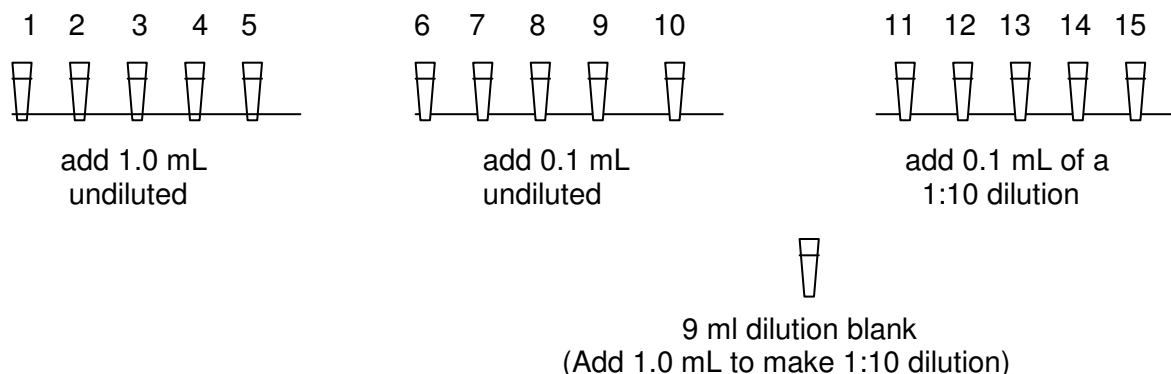 1 2 3 4 5 6 7 8 9 10 11 12 13 14 15
add 1.0 mL
undiluted
add 0.1 mL
undiluted
add 0.1 mL of a
1:10 dilution
9 ml dilution blank
(Add 1.0 mL to make 1:10 dilution)